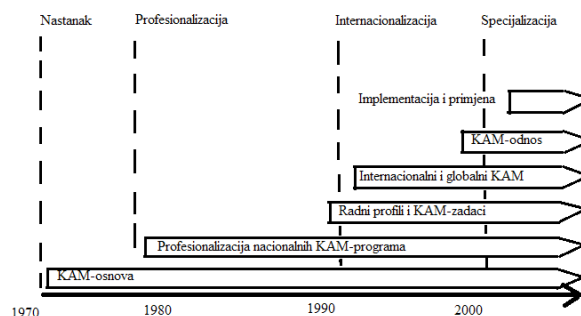 Nastanak
Profesionalizacija
Internacionalizacija
Specijalizacija
Implementacija i primjena
KAM-odnos
Internacionalni i globalni KAM
Radni profili i KAM-zadaci
Profesionalizacija nacionalnih KAM-programa
KAM-osnova
1970
1980
1990
2000